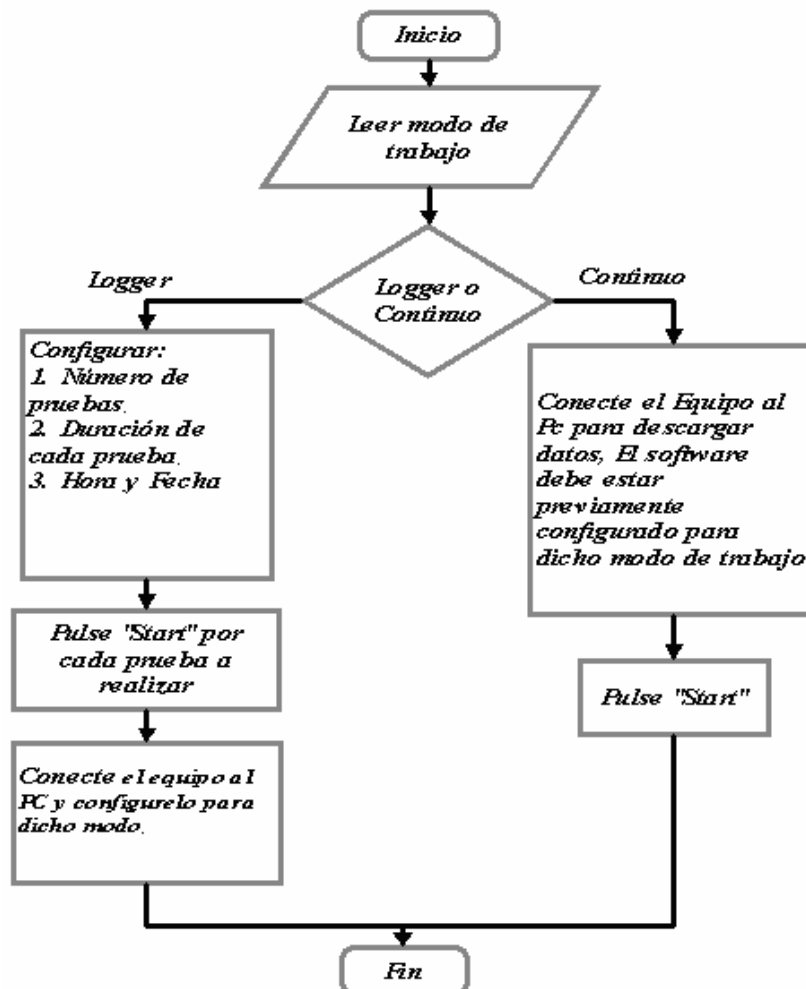 Inicio
Leer modo de
trabajo
Logger o
Continuo
Logger
Continuo
Configurar:
1. Número de
pruebas.
2. Duración de
cada prueba.
3. Hora y Fecha
Pulse "Start" por
cada prueba a
realizar
Conecte el equipo al
PC y configurelo para
dicho modo.
Conecte el Equipo al
Pc para descargar
datos, El software
debe estar
previamente
configurado para
dicho modo de trabajo
Pulse "Start"
Fin